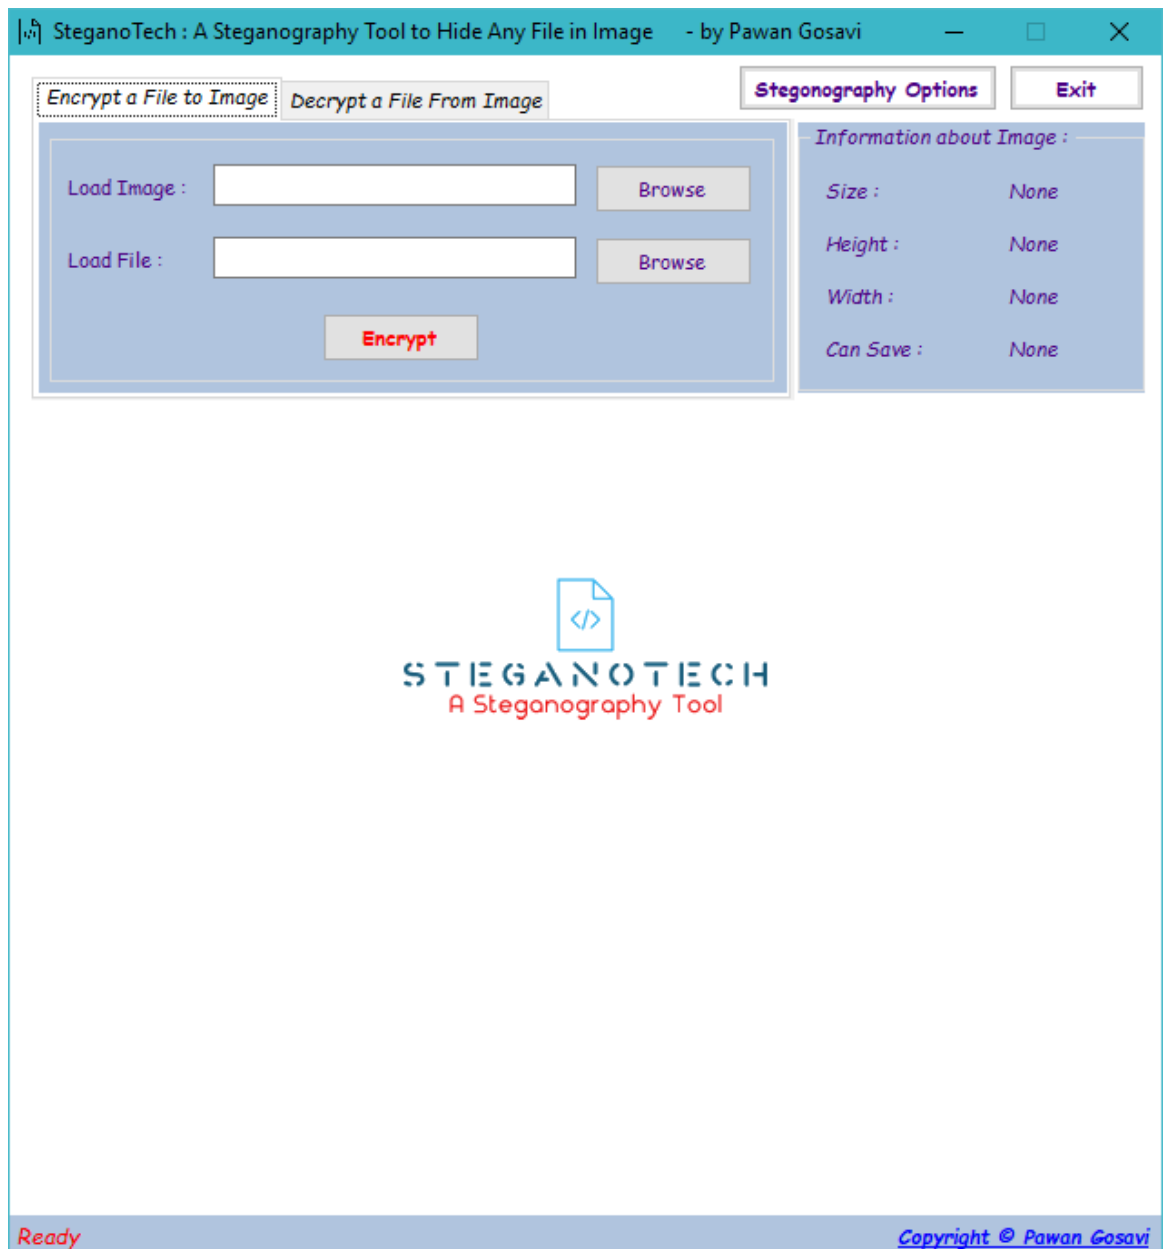 SteganoTech : A Steganography Tool to Hide Any File in Image - by Pawan Gosavi
Encrypt a File to Image
Decrypt a File From Image
Stegonography Options
Exit
Load Image :
Browse
Load File :
Browse
Encrypt
Information about Image :
Size : None
Height : None
Width : None
Can Save : None
</>
STEGANOTECH
A Steganography Tool
Ready
Copyright © Pawan Gosavi